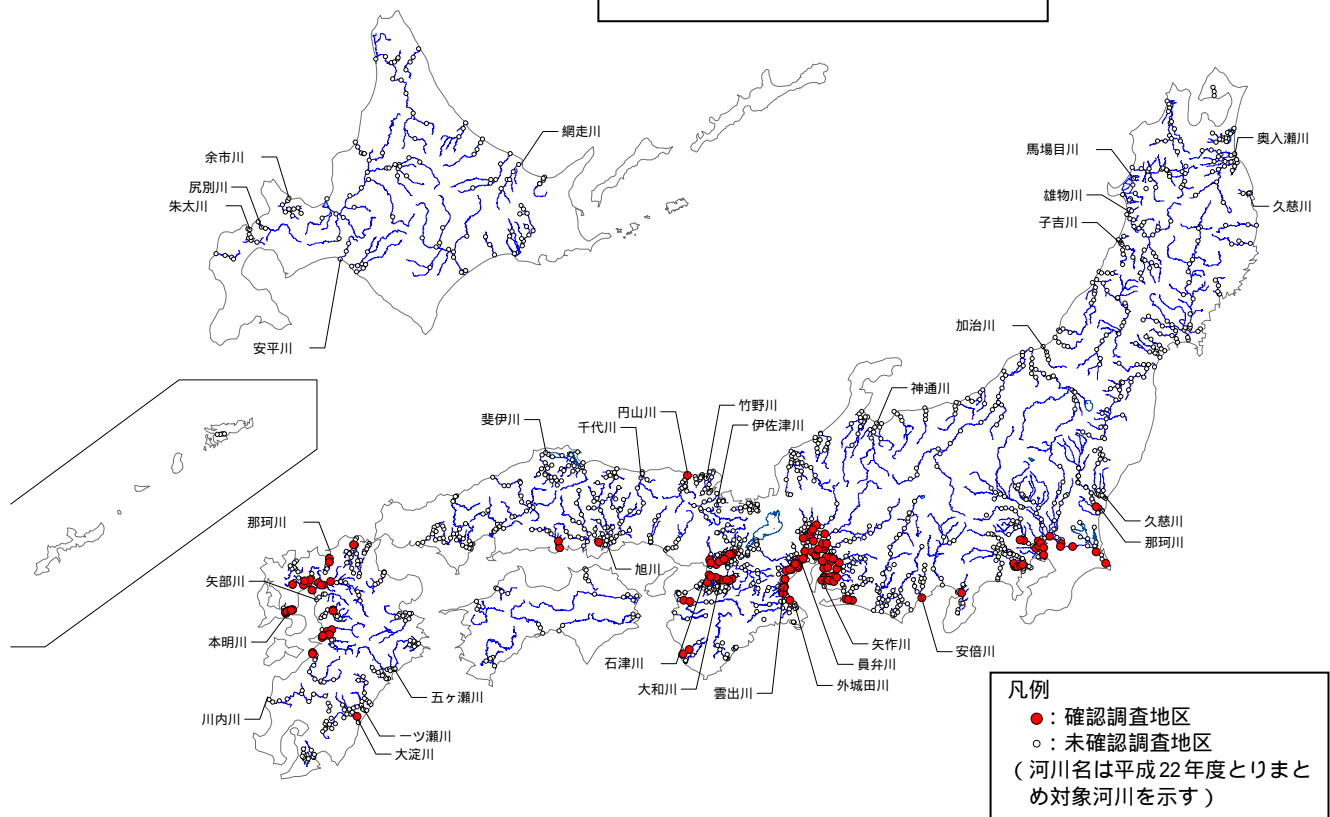 網走川
余市川
尻別川
朱太川
安平川
奥入瀬川
馬場目川
雄物川
久慈川
子吉川
加治川
神通川
竹野川
円山川
伊佐津川
斐伊川
千代川
久慈川
那珂川
那珂川
旭川
矢部川
本明川
矢作川
安倍川
石津川
員弁川
大和川
外城田川
雲出川
五ヶ瀬川
川内川
一ツ瀬川
大淀川
凡例
●：確認調査地区
○：未確認調査地区
（河川名は平成22年度とりまと
め対象河川を示す）